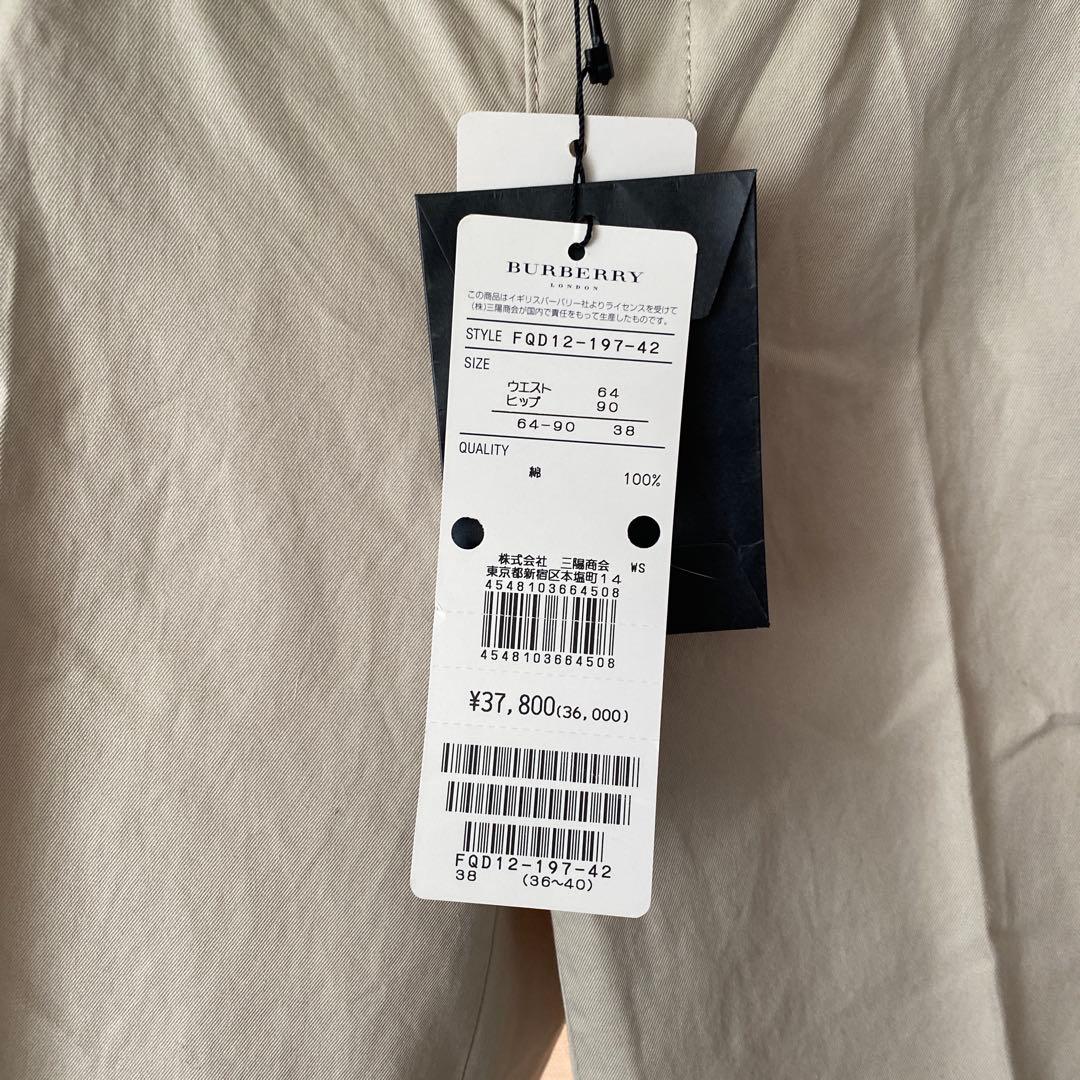 BURBERRY
LONDON
この商品はイギリスバーバリー社よりライセンスを受けて
(株)三陽商会が国内で責任をもって生産したものです。
STYLE FQD12-197-42
SIZE
ウエスト 64
ヒップ 90
64-90 38
QUALITY
綿 100%
株式会社 三陽商会 WS
東京都新宿区本塩町14
4548103664508
4548103664508
¥37,800(36,000)
FQD12-197-42
38 (36~40)